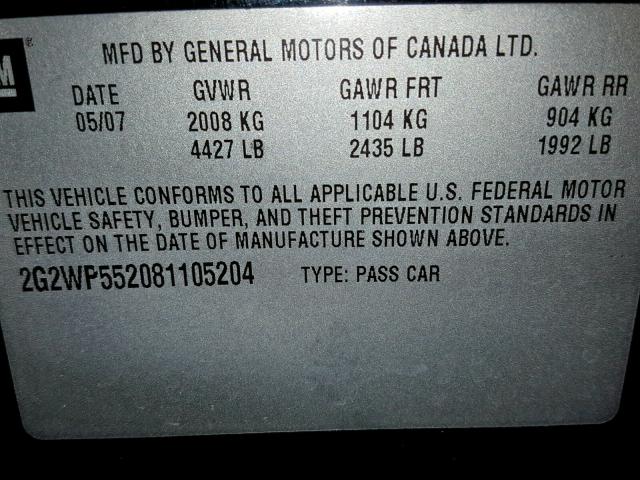 M ®
MFD BY GENERAL MOTORS OF CANADA LTD.
DATE GVWR GAWR FRT GAWR RR
05/07 2008 KG 1104 KG 904 KG
4427 LB 2435 LB 1992 LB
THIS VEHICLE CONFORMS TO ALL APPLICABLE U.S. FEDERAL MOTOR
VEHICLE SAFETY, BUMPER, AND THEFT PREVENTION STANDARDS IN
EFFECT ON THE DATE OF MANUFACTURE SHOWN ABOVE.
2G2WP552081105204 TYPE: PASS CAR